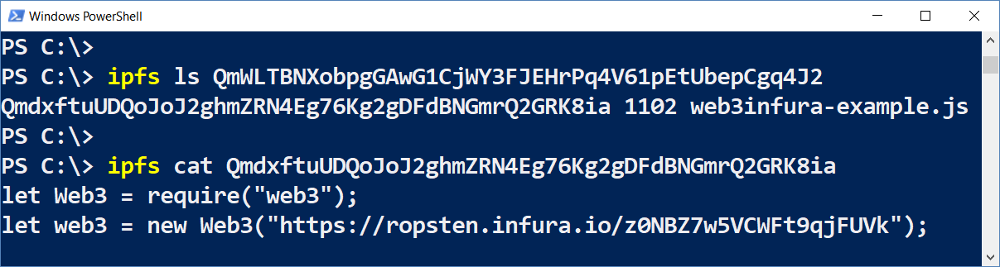 Windows PowerShell
PS C:\>
PS C:\> ipfs ls QmWLTBNXobpgGAwG1CjWY3FJEHrPq4V61pEtUbepCgq4J2
QmdxftuUDQoJoJ2ghmZRN4Eg76Kg2gDFdBNGmrQ2GRK8ia 1102 web3infura-example.js
PS C:\>
PS C:\> ipfs cat QmdxftuUDQoJoJ2ghmZRN4Eg76Kg2gDFdBNGmrQ2GRK8ia
let Web3 = require("web3");
let web3 = new Web3("https://ropsten.infura.io/z0NBZ7w5VCWFt9qjFUVk");